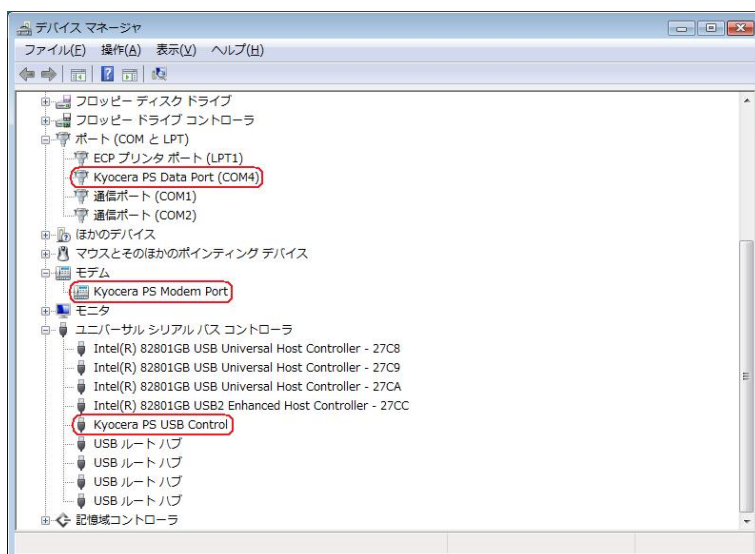 デバイス マネージャ
ファイル(F) 操作(A) 表示(V) ヘルプ(H)
フロッピー ディスク ドライブ
フロッピー ドライブ コントローラ
ポート (COM と LPT)
ECP プリンタ ポート (LPT1)
Kyocera PS Data Port (COM4)
通信ポート (COM1)
通信ポート (COM2)
ほかのデバイス
マウスとそのほかのポインティング デバイス
モデム
Kyocera PS Modem Port
モニタ
ユニバーサル シリアル バス コントローラ
Intel(R) 82801GB USB Universal Host Controller - 27C8
Intel(R) 82801GB USB Universal Host Controller - 27C9
Intel(R) 82801GB USB Universal Host Controller - 27CA
Intel(R) 82801GB USB2 Enhanced Host Controller - 27CC
Kyocera PS USB Control
USB ルート ハブ
USB ルート ハブ
USB ルート ハブ
USB ルート ハブ
記憶域コントローラ